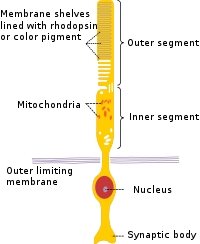 Membrane shelves
lined with rhodopsin
or color pigment
Outer segment
Mitochondria
Inner segment
Outer limiting
membrane
Nucleus
Synaptic body